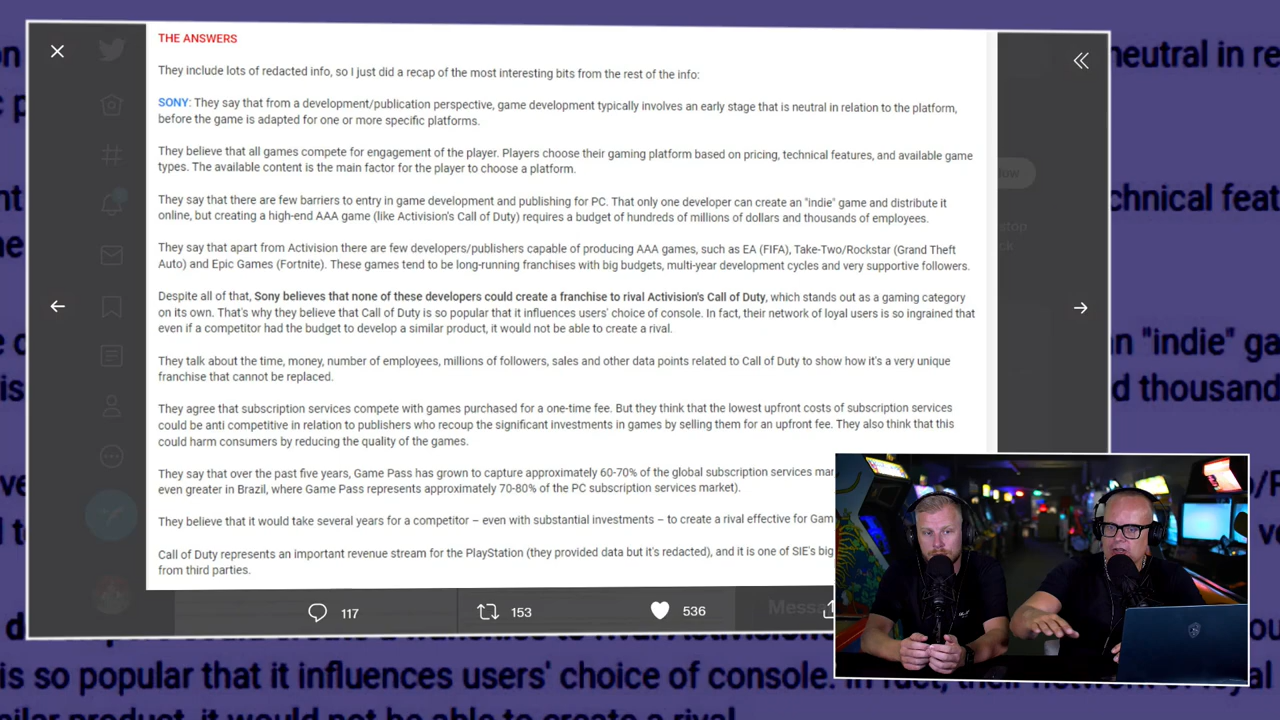 THE ANSWERS
They include lots of redacted info, so I just did a recap of the most interesting bits from the rest of the info:
SONY: They say that from a development/publication perspective, game development typically involves an early stage that is neutral in relation to the platform,
before the game is adapted for one or more specific platforms.
They believe that all games compete for engagement of the player. Players choose their gaming platform based on pricing, technical features, and available game
types. The available content is the main factor for the player to choose a platform.
They say that there are few barriers to entry in game development and publishing for PC. That only one developer can create an "indie" game and distribute it
online, but creating a high-end AAA game (like Activision's Call of Duty) requires a budget of hundreds of millions of dollars and thousands of employees.
They say that apart from Activision there are few developers/publishers capable of producing AAA games, such as EA (FIFA), Take-Two/Rockstar (Grand Theft
Auto) and Epic Games (Fortnite). These games tend to be long-running franchises with big budgets, multi-year development cycles and very supportive followers.
Despite all of that, Sony believes that none of these developers could create a franchise to rival Activision's Call of Duty, which stands out as a gaming category
on its own. That's why they believe that Call of Duty is so popular that it influences users' choice of console. In fact, their network of loyal users is so ingrained that
even if a competitor had the budget to develop a similar product, it would not be able to create a rival.
They talk about the time, money, number of employees, millions of followers, sales and other data points related to Call of Duty to show how it's a very unique
franchise that cannot be replaced.
They agree that subscription services compete with games purchased for a one-time fee. But they think that the lowest upfront costs of subscription services
could be anti competitive in relation to publishers who recoup the significant investments in games by selling them for an upfront fee. They also think that this
could harm consumers by reducing the quality of the games.
They say that over the past five years, Game Pass has grown to capture approximately 60-70% of the global subscription services mar
even greater in Brazil, where Game Pass represents approximately 70-80% of the PC subscription services market).
They believe that it would take several years for a competitor – even with substantial investments – to create a rival effective for Gam
Call of Duty represents an important revenue stream for the PlayStation (they provided data but it's redacted), and it is one of SIE's big
from third parties.
117 153 536
neutral in re
chnical feat
an "indie" ga
d thousand
is so popular that it influences users' choice of console. In fact, their network of loyal